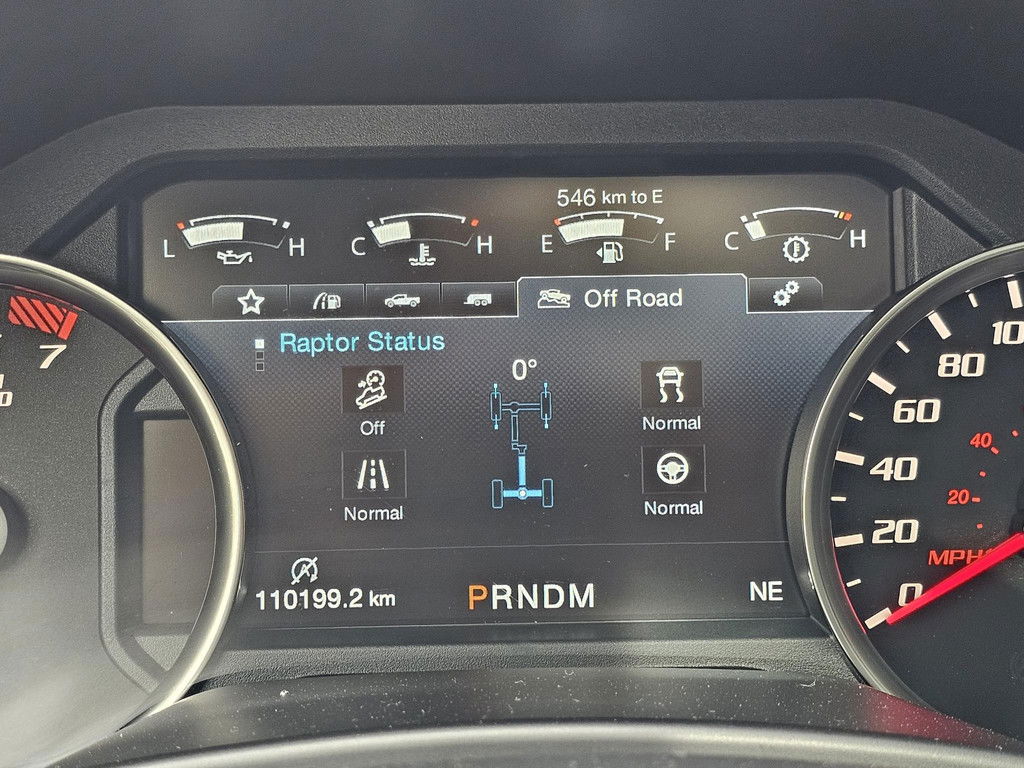 546 km to E
L H
C H
E F
C H
Off Road
Raptor Status
0°
Off
Normal
Normal
Normal
110199.2 km
PRNDM
NE
7
10
80
60
40
20
0
40
20
MPH